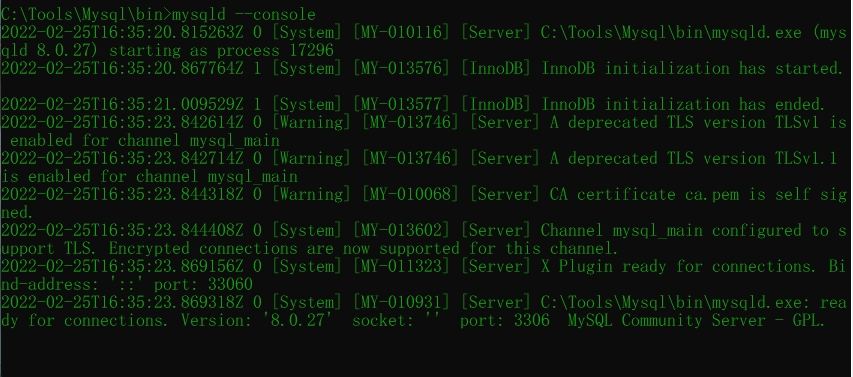 C:\Tools\Mysql\bin>mysqld --console
2022-02-25T16:35:20.815263Z 0 [System] [MY-010116] [Server] C:\Tools\Mysql\bin\mysqld.exe (mys
qld 8.0.27) starting as process 17296
2022-02-25T16:35:20.867764Z 1 [System] [MY-013576] [InnoDB] InnoDB initialization has started.
2022-02-25T16:35:21.009529Z 1 [System] [MY-013577] [InnoDB] InnoDB initialization has ended.
2022-02-25T16:35:23.842614Z 0 [Warning] [MY-013746] [Server] A deprecated TLS version TLSv1 is
 enabled for channel mysql_main
2022-02-25T16:35:23.842714Z 0 [Warning] [MY-013746] [Server] A deprecated TLS version TLSv1.1
is enabled for channel mysql_main
2022-02-25T16:35:23.844318Z 0 [Warning] [MY-010068] [Server] CA certificate ca.pem is self sig
ned.
2022-02-25T16:35:23.844408Z 0 [System] [MY-013602] [Server] Channel mysql_main configured to s
upport TLS. Encrypted connections are now supported for this channel.
2022-02-25T16:35:23.869156Z 0 [System] [MY-011323] [Server] X Plugin ready for connections. Bi
nd-address: '::' port: 33060
2022-02-25T16:35:23.869318Z 0 [System] [MY-010931] [Server] C:\Tools\Mysql\bin\mysqld.exe: rea
dy for connections. Version: '8.0.27'  socket: ''  port: 3306  MySQL Community Server - GPL.